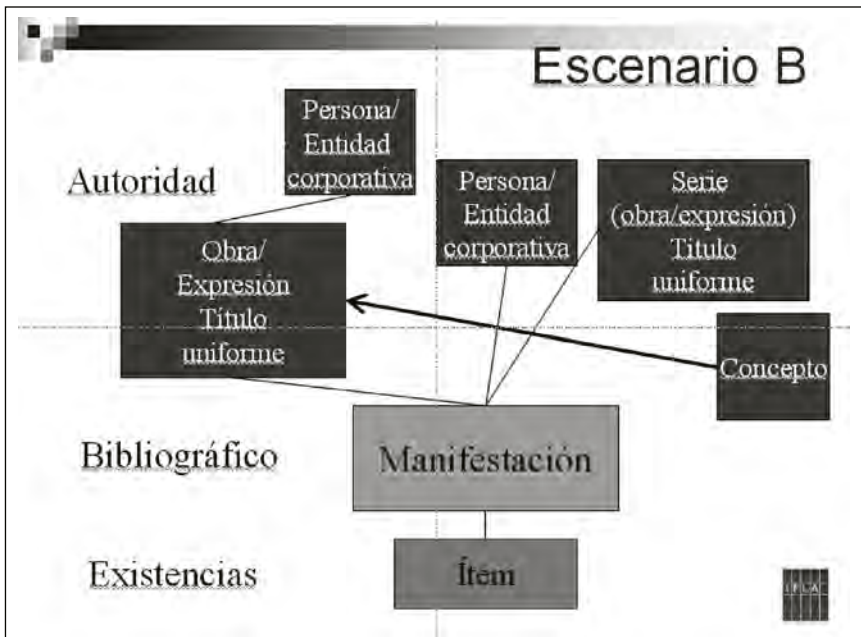 Escenario B
Persona/
Entidad
corporativa
Autoridad
Persona/
Entidad
corporativa
Serie
(obra/expresión)
Título
uniforme
Obra/
Expresión
Título
uniforme
Concepto
Bibliográfico
Manifestación
Existencias
Ítem
IFLA